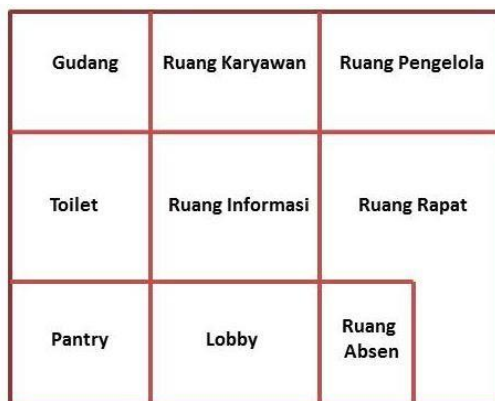 Gudang
Ruang Karyawan
Ruang Pengelola
Toilet
Ruang Informasi
Ruang Rapat
Pantry
Lobby
Ruang
Absen